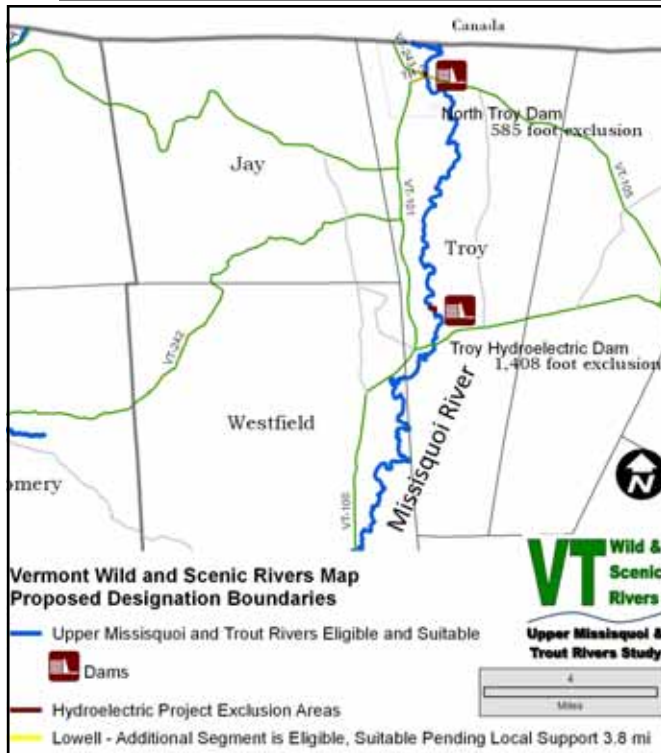 Canada
VT-243
North Troy Dam
585 foot exclusion
Jay
VT-101
VT-105
Troy
VT-242
Troy Hydroelectric Dam
1,408 foot exclusion
Westfield
Missisquoi River
omery
VT-100
N
Vermont Wild and Scenic Rivers Map
Proposed Designation Boundaries
Upper Missisquoi and Trout Rivers Eligible and Suitable
Dams
Hydroelectric Project Exclusion Areas
Lowell - Additional Segment is Eligible, Suitable Pending Local Support 3.8 mi
VT Wild &
Scenic
Rivers
Upper Missisquoi &
Trout Rivers Study
4
Miles